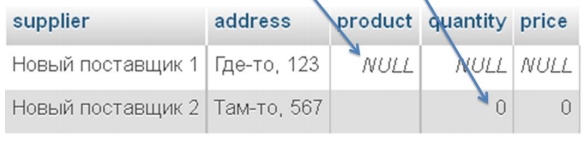 supplier address product quantity price
Новый поставщик 1 Где-то, 123 NULL NULL NULL
Новый поставщик 2 Там-то, 567 0 0